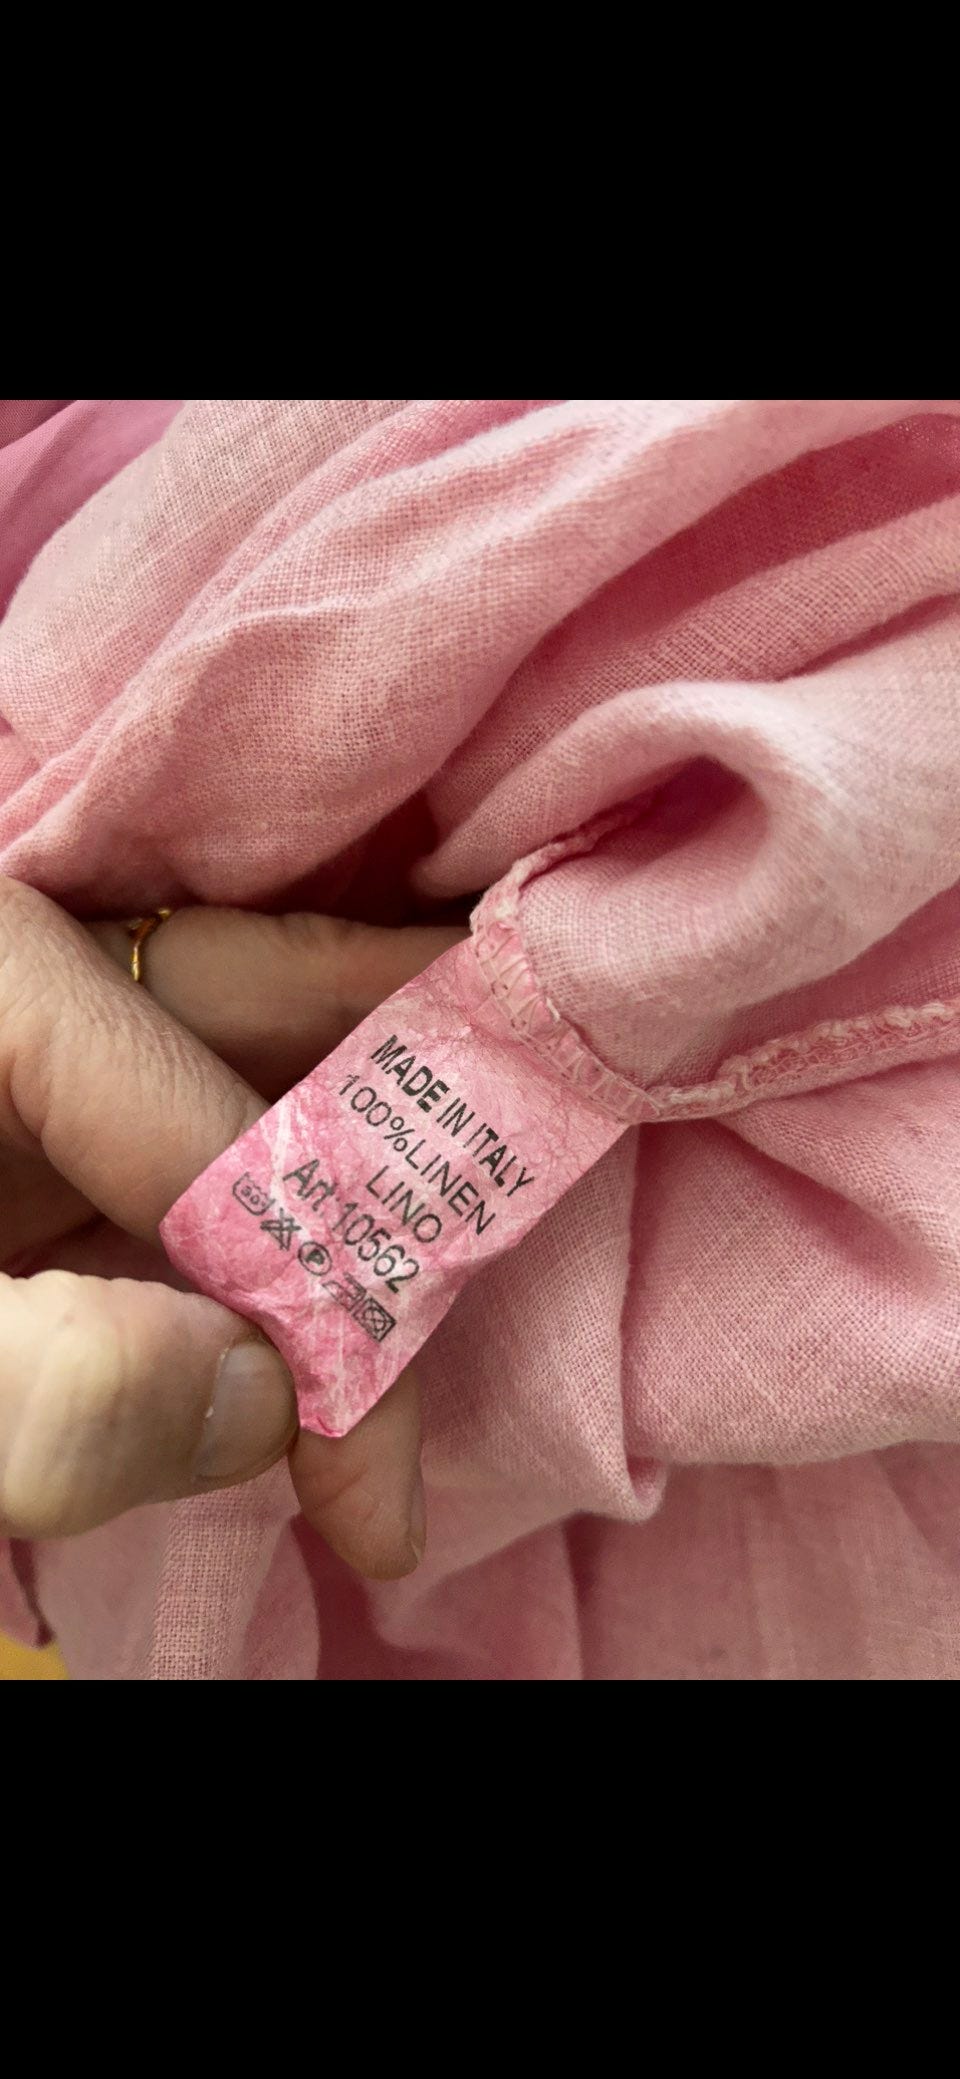 MADE IN ITALY
100%LINEN
LINO
Art 10562
P